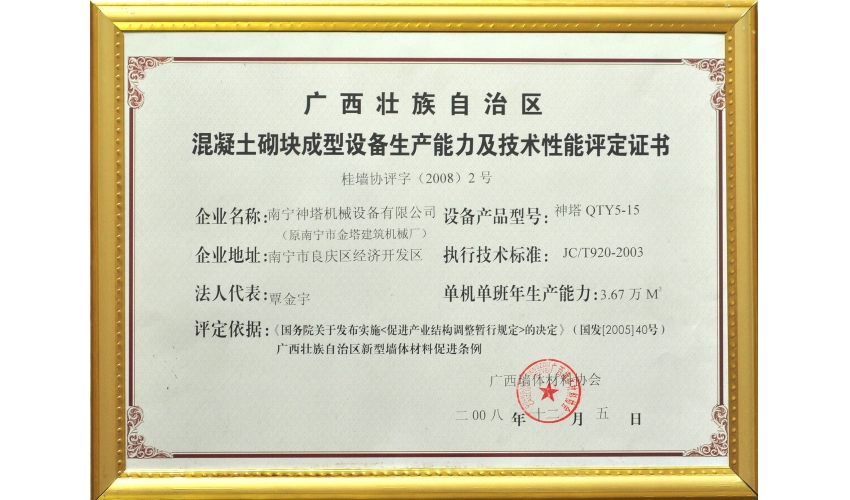 广西壮族自治区
混凝土砌块成型设备生产能力及技术性能评定证书
桂墙协评字（2008）2号
企业名称：南宁神塔机械设备有限公司 设备产品型号：神塔 QTY5-15
（原南宁市金塔建筑机械厂）
企业地址：南宁市良庆区经济开发区 执行技术标准：JC/T920-2003
法人代表：覃金宇 单机单班年生产能力：3.67万M³
评定依据：《国务院关于发布实施<促进产业结构调整暂行规定>的决定》（国发[2005]40号）
广西壮族自治区新型墙体材料促进条例
广西墙体材料协会
二00八年十二月五日